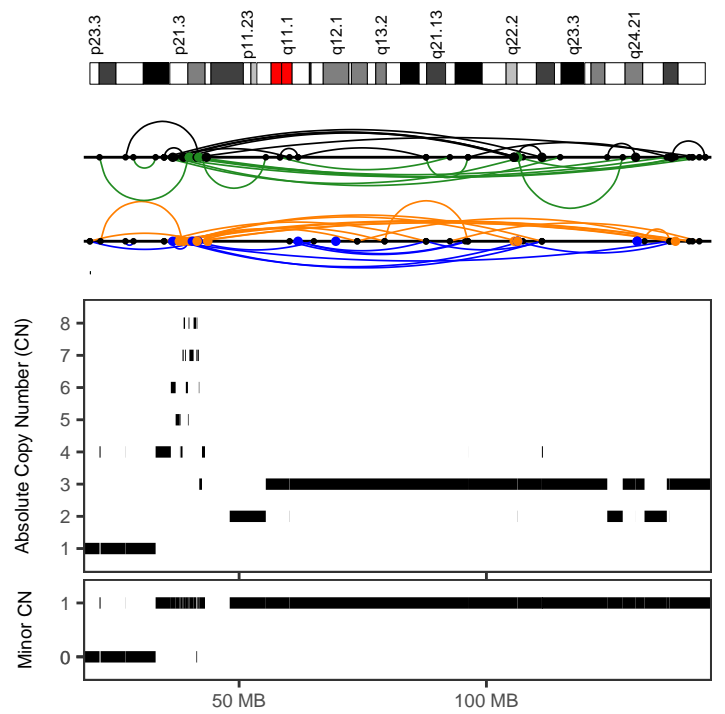 p23.3
p21.3
p11.23
q11.1
q12.1
q13.2
q21.13
q22.2
q23.3
q24.21
Absolute Copy Number (CN)
8
7
6
5
4
3
2
1
Minor CN
1
0
50 MB
100 MB